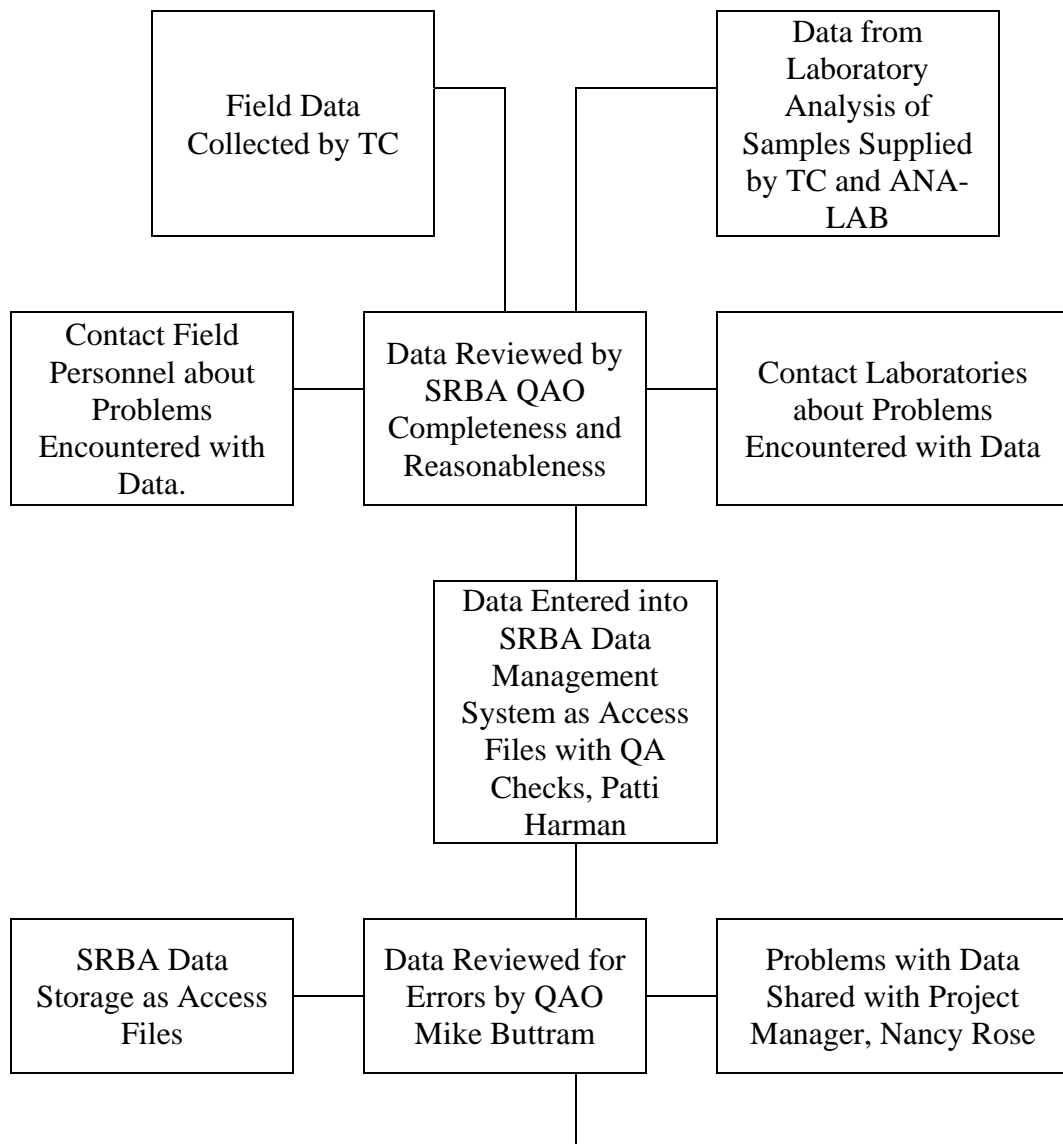 Field Data
Collected by TC
Data from
Laboratory
Analysis of
Samples Supplied
by TC and ANA-
LAB
Contact Field
Personnel about
Problems
Encountered with
Data.
Data Reviewed by
SRBA QAO
Completeness and
Reasonableness
Contact Laboratories
about Problems
Encountered with Data
Data Entered into
SRBA Data
Management
System as Access
Files with QA
Checks, Patti
Harman
SRBA Data
Storage as Access
Files
Data Reviewed for
Errors by QAO
Mike Buttram
Problems with Data
Shared with Project
Manager, Nancy Rose